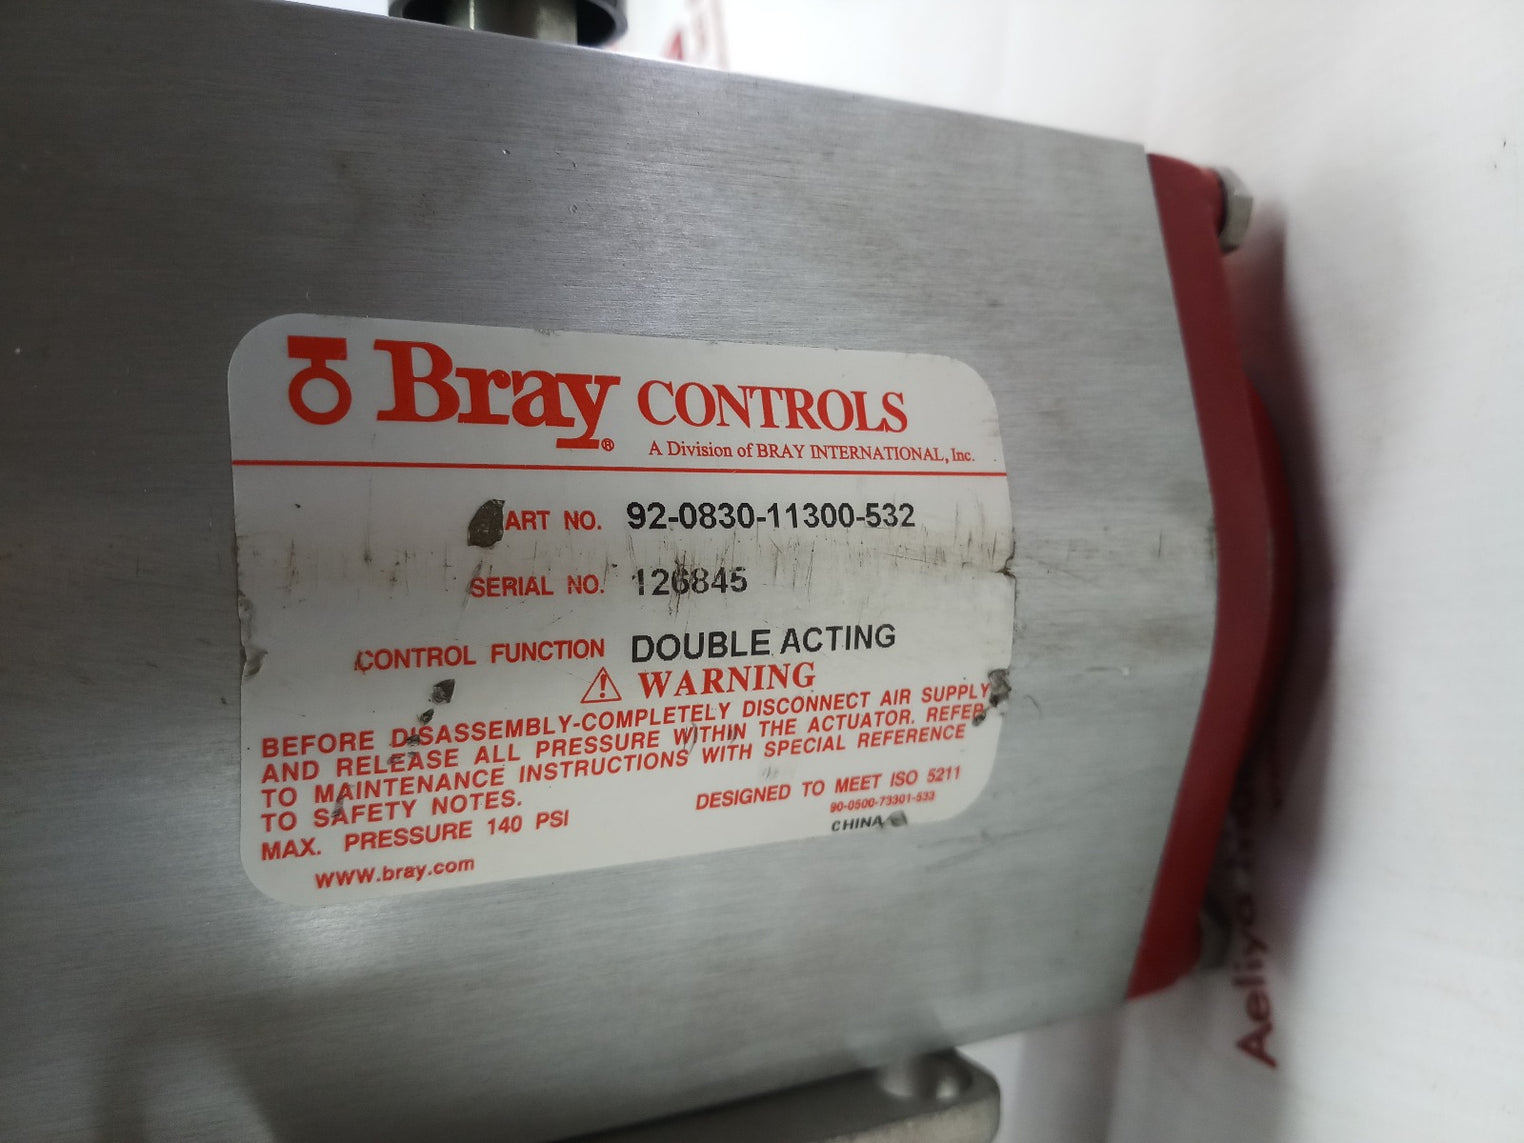 Bray® CONTROLS
A Division of BRAY INTERNATIONAL, Inc.
ART NO. 92-0830-11300-532
SERIAL NO. 126845
CONTROL FUNCTION DOUBLE ACTING
WARNING
BEFORE DISASSEMBLY-COMPLETELY DISCONNECT AIR SUPPLY
AND RELEASE ALL PRESSURE WITHIN THE ACTUATOR. REFER
TO MAINTENANCE INSTRUCTIONS WITH SPECIAL REFERENCE
TO SAFETY NOTES.
MAX. PRESSURE 140 PSI
DESIGNED TO MEET ISO 5211
90-0500-73301-533
CHINA
www.bray.com
Aeliya